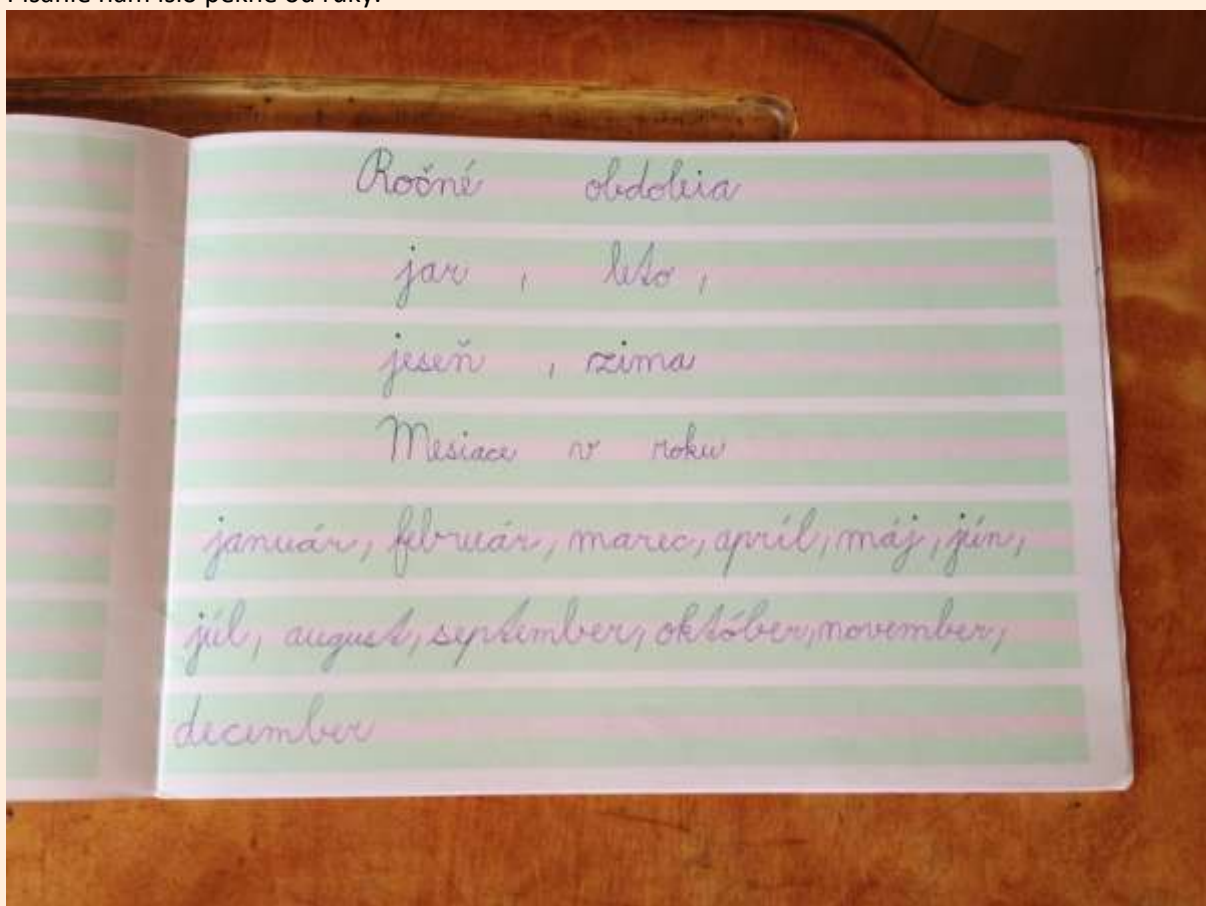 Písanie nám išlo pekne od ruky.
Ročné obdobia
jar, leto,
jeseň, zima
Mesiace v roku
január, február, marec, apríl, máj, jún,
júl, august, september, október, november,
december